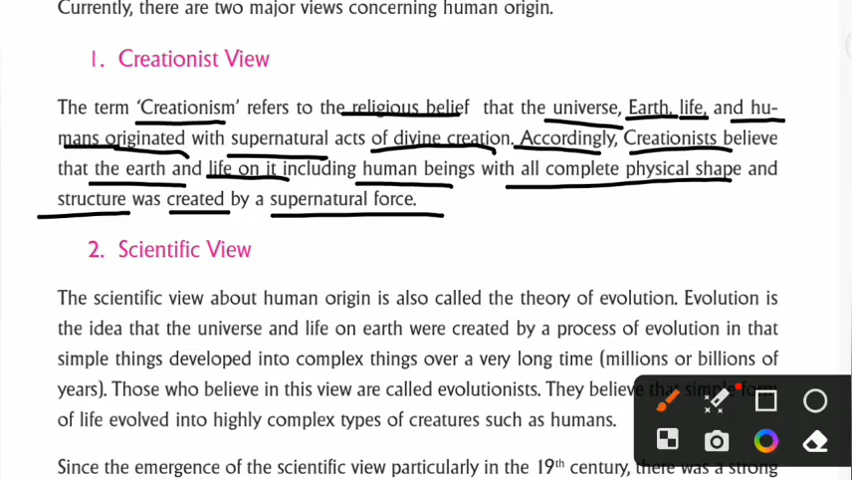 Currently, there are two major views concerning human origin.
1. Creationist View
The term ‘Creationism’ refers to the religious belief that the universe, Earth, life, and hu-
mans originated with supernatural acts of divine creation. Accordingly, Creationists believe
that the earth and life on it including human beings with all complete physical shape and
structure was created by a supernatural force.
2. Scientific View
The scientific view about human origin is also called the theory of evolution. Evolution is
the idea that the universe and life on earth were created by a process of evolution in that
simple things developed into complex things over a very long time (millions or billions of
years). Those who believe in this view are called evolutionists. They believe that simple form
of life evolved into highly complex types of creatures such as humans.
Since the emergence of the scientific view particularly in the 19th century, there was a strong